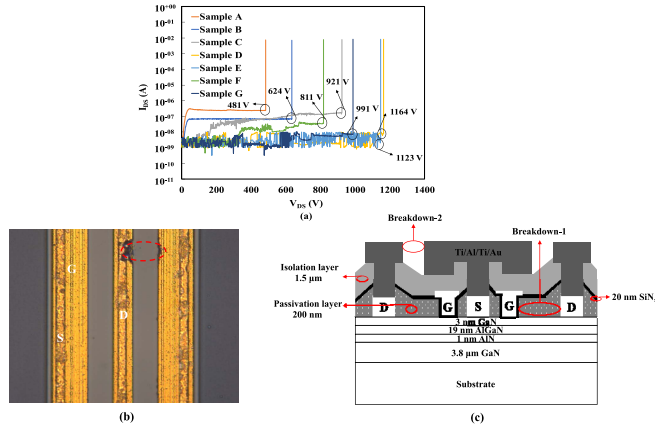 10⁺⁰⁰
10⁻⁰¹
10⁻⁰²
10⁻⁰³
10⁻⁰⁴
10⁻⁰⁵
10⁻⁰⁶
10⁻⁰⁷
10⁻⁰⁸
10⁻⁰⁹
10⁻¹⁰
10⁻¹¹
I_DS (A)
Sample A
Sample B
Sample C
Sample D
Sample E
Sample F
Sample G
481 V
624 V
811 V
921 V
991 V
1164 V
1123 V
0 200 400 600 800 1000 1200 1400
V_DS (V)
(a)
G
S
D
(b)
Breakdown-2
Breakdown-1
Ti/Al/Ti/Au
Isolation layer
1.5 μm
Passivation layer
200 nm
20 nm SiNₓ
D G S G D
3 nm GaN
19 nm AlGaN
1 nm AlN
3.8 μm GaN
Substrate
(c)